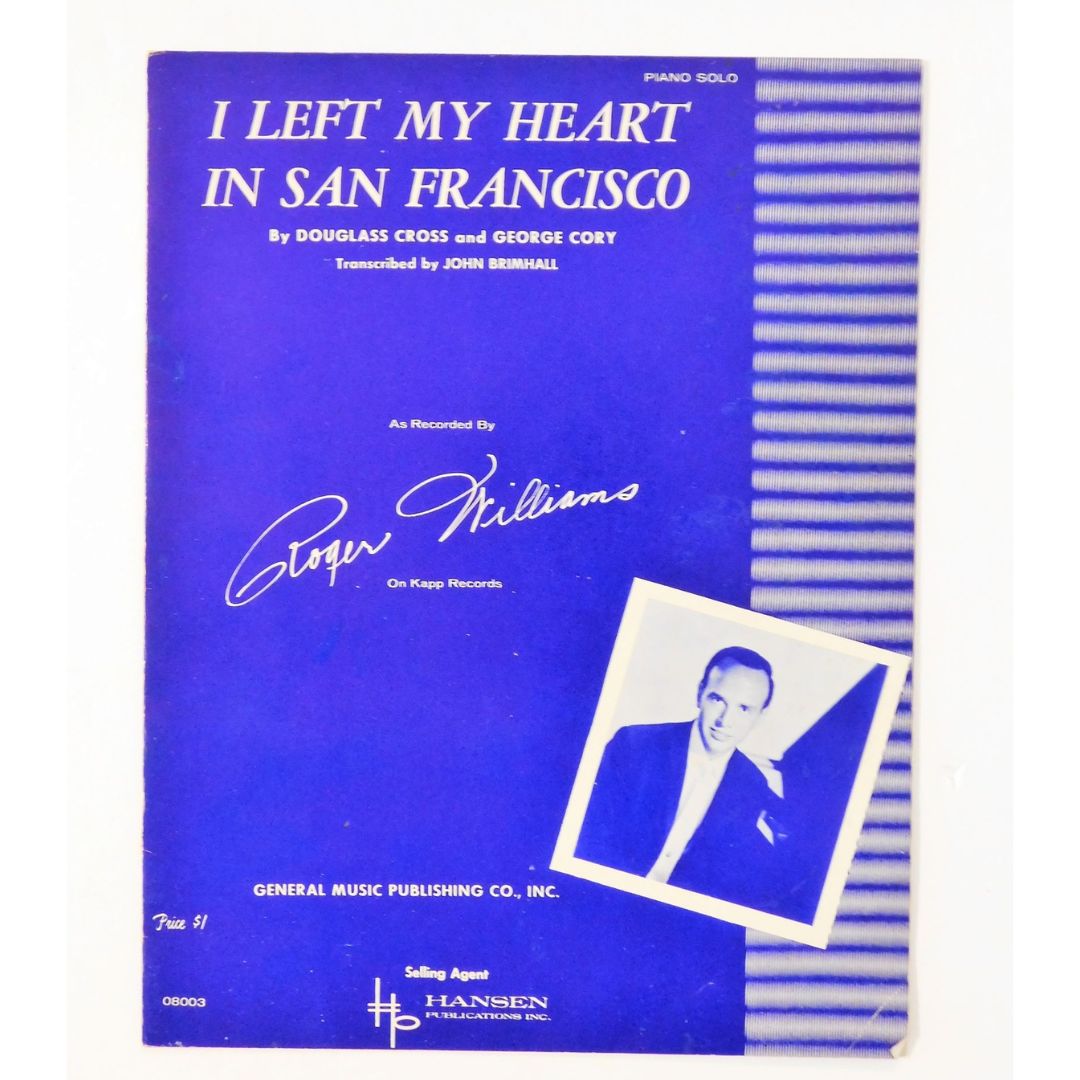 PIANO SOLO
I LEFT MY HEART
IN SAN FRANCISCO
By DOUGLASS CROSS and GEORGE CORY
Transcribed by JOHN BRIMHALL
As Recorded By
Roger Williams
On Kapp Records
GENERAL MUSIC PUBLISHING CO., INC.
Price $1
Selling Agent
08003
HANSEN
PUBLICATIONS INC.